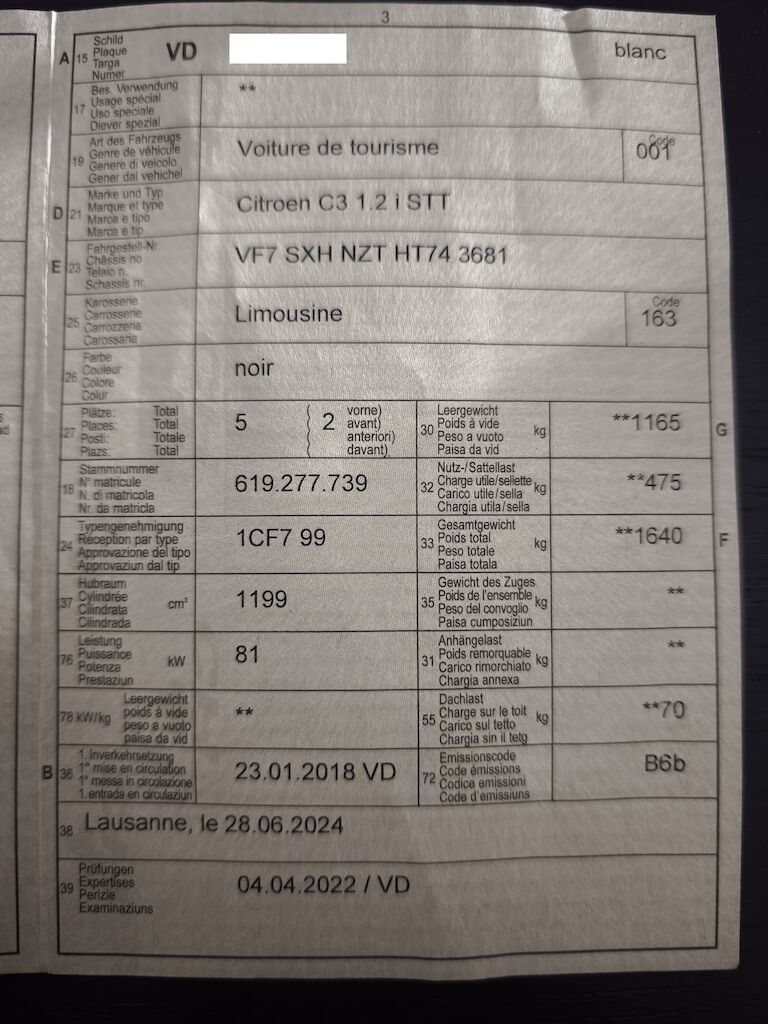 3
A 15 Schild
Plaque
Targa
Numer
VD
blanc
17 Bes. Verwendung
Usage spécial
Uso speciale
Diever spezial
**
19 Art des Fahrzeugs
Genre de véhicule
Genere di veicolo
Gener dal vehichel
Voiture de tourisme
Code
001
D 21 Marke und Typ
Marque et type
Marca e tipo
Marca e tip
Citroen C3 1.2 i STT
E 23 Fahrgestell-Nr.
Châssis no
Telaio n.
Schassis nr.
VF7 SXH NZT HT74 3681
25 Karosserie
Carrosserie
Carrozzeria
Carossaria
Limousine
Code
163
26 Farbe
Couleur
Colore
Colur
noir
27 Plätze: Total
Places: Total
Posti: Totale
Plazs: Total
5
2
vorne)
avant)
anteriori)
davant)
30 Leergewicht
Poids à vide
Peso a vuoto
Paisa da vid
kg
**1165
G
18 Stammnummer
N° matricule
N. di matricola
Nr. da matricla
619.277.739
32 Nutz-/Sattellast
Charge utile/sellette
Carico utile/sella
Chargia utila/sella
kg
**475
24 Typengenehmigung
Réception par type
Approvazione del tipo
Approvaziun dal tip
1CF7 99
33 Gesamtgewicht
Poids total
Peso totale
Paisa totala
kg
**1640
F
37 Hubraum
Cylindrée
Cilindrata
Cilindrada
cm³
1199
35 Gewicht des Zuges
Poids de l'ensemble
Peso del convoglio
Paisa cumposiziun
kg
**
76 Leistung
Puissance
Potenza
Prestaziun
kW
81
31 Anhängelast
Poids remorquable
Carico rimorchiato
Chargia annexa
kg
**
78 kW/kg
Leergewicht
poids à vide
peso a vuoto
paisa da vid
**
55 Dachlast
Charge sur le toit
Carico sul tetto
Chargia sin il tetg
kg
**70
B 36 1. Inverkehrsetzung
1re mise en circulation
1a messa in circolazione
1. entrada en circulaziun
23.01.2018 VD
72 Emissionscode
Code émissions
Codice emissioni
Code d'emissiuns
B6b
38 Lausanne, le 28.06.2024
39 Prüfungen
Expertises
Perizie
Examinaziuns
04.04.2022 / VD